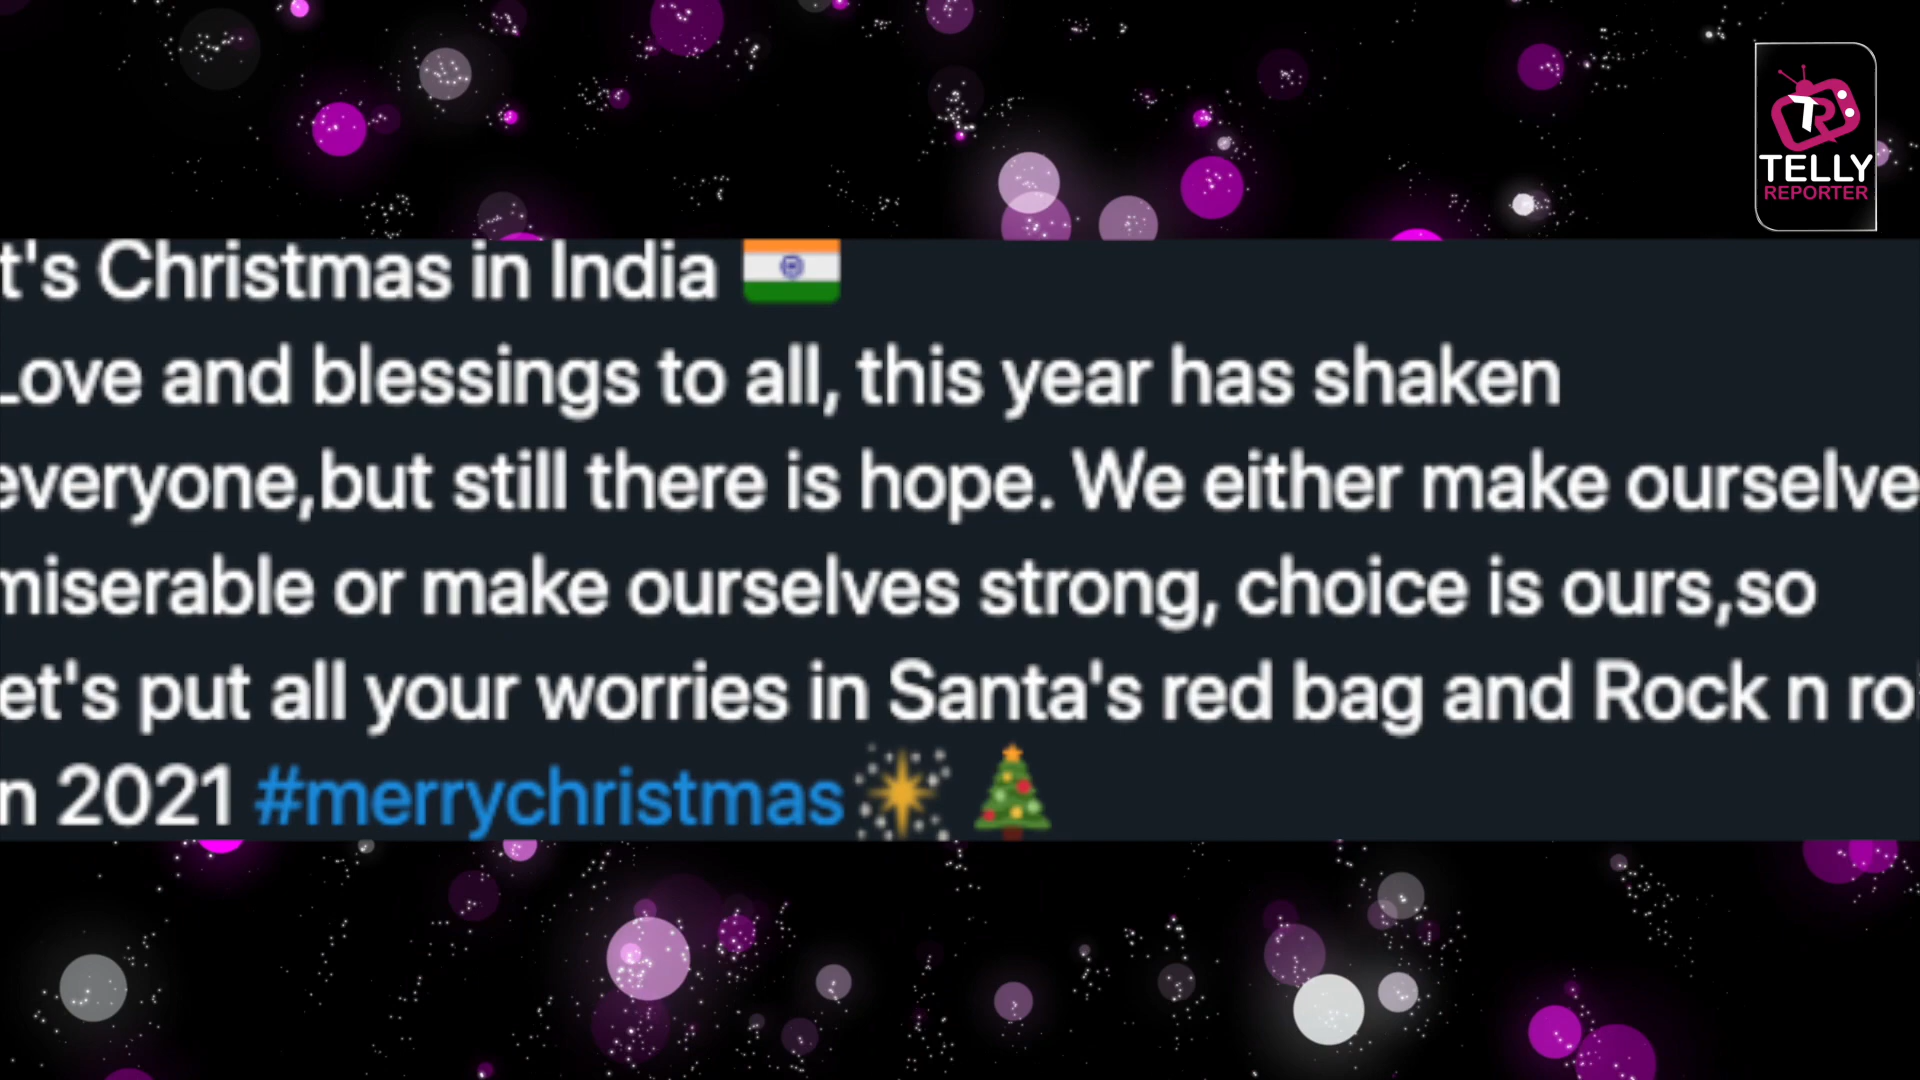 t's Christmas in India 🇮🇳
Love and blessings to all, this year has shaken
everyone,but still there is hope. We either make ourselve
miserable or make ourselves strong, choice is ours,so
et's put all your worries in Santa's red bag and Rock n ro
n 2021 #merrychristmas✨🎄
TR
TELLY
REPORTER